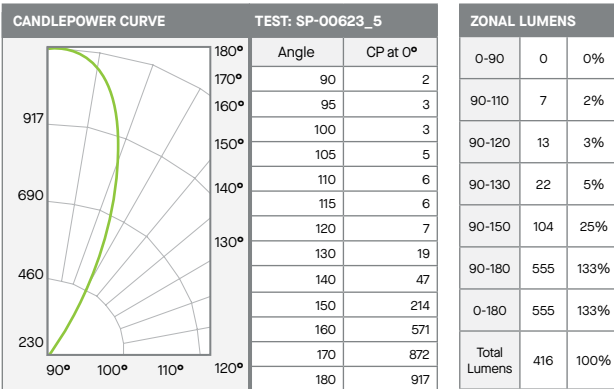 CANDLEPOWER CURVE
TEST: SP-00623_5
917
690
460
230
180°
170°
160°
150°
140°
130°
120°
90° 100° 110°
Angle CP at 0°
90 2
95 3
100 3
105 5
110 6
115 6
120 7
130 19
140 47
150 214
160 571
170 872
180 917
ZONAL LUMENS
0-90 0 0%
90-110 7 2%
90-120 13 3%
90-130 22 5%
90-150 104 25%
90-180 555 133%
0-180 555 133%
Total
Lumens 416 100%